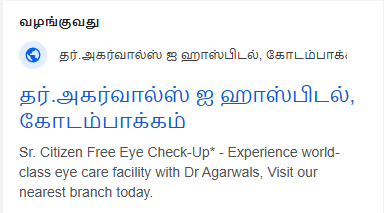 வழங்குவது
தர்.அகர்வால்ஸ் ஐ ஹாஸ்பிடல், கோடம்பாக்க
தர்.அகர்வால்ஸ் ஐ ஹாஸ்பிடல்,
கோடம்பாக்கம்
Sr. Citizen Free Eye Check-Up* - Experience world-
class eye care facility with Dr Agarwals, Visit our
nearest branch today.